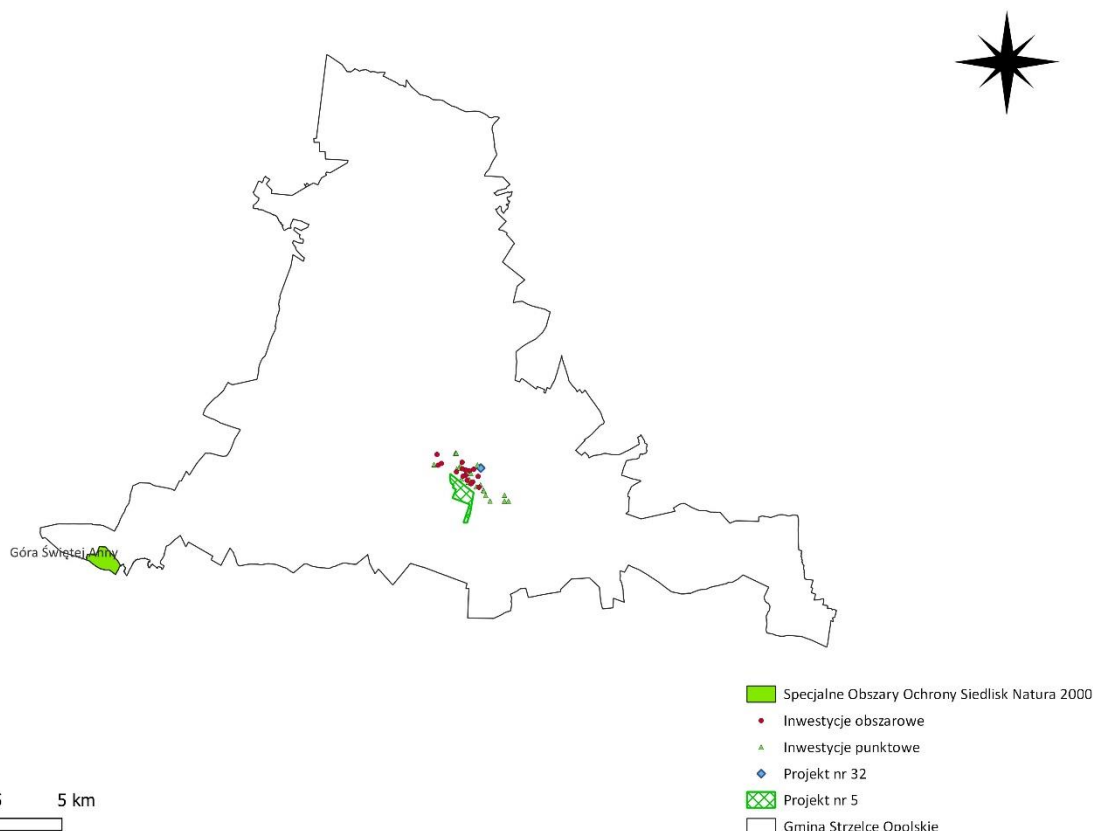 Góra Świętej Anny
Specjalne Obszary Ochrony Siedlisk Natura 2000
Inwestycje obszarowe
Inwestycje punktowe
Projekt nr 32
Projekt nr 5
Gmina Strzelce Opolskie
5 km